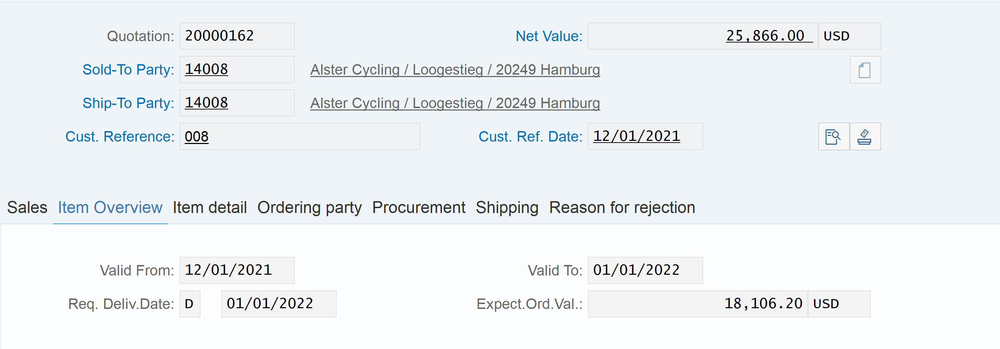 Quotation: 20000162 Net Value: 25,866.00 USD
Sold-To Party: 14008 Alster Cycling / Loogestieg / 20249 Hamburg
Ship-To Party: 14008 Alster Cycling / Loogestieg / 20249 Hamburg
Cust. Reference: 008 Cust. Ref. Date: 12/01/2021
Sales Item Overview Item detail Ordering party Procurement Shipping Reason for rejection
Valid From: 12/01/2021 Valid To: 01/01/2022
Req. Deliv.Date: D 01/01/2022 Expect.Ord.Val.: 18,106.20 USD